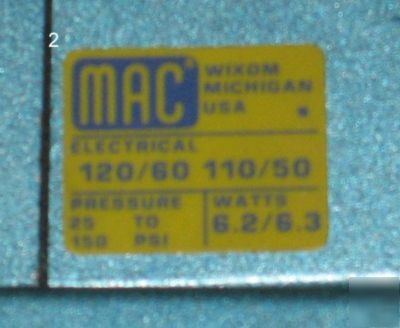 2
MAC
WIXOM
MICHIGAN
USA
ELECTRICAL
120/60 110/50
PRESSURE
25 TO
150 PSI
WATTS
6.2/6.3